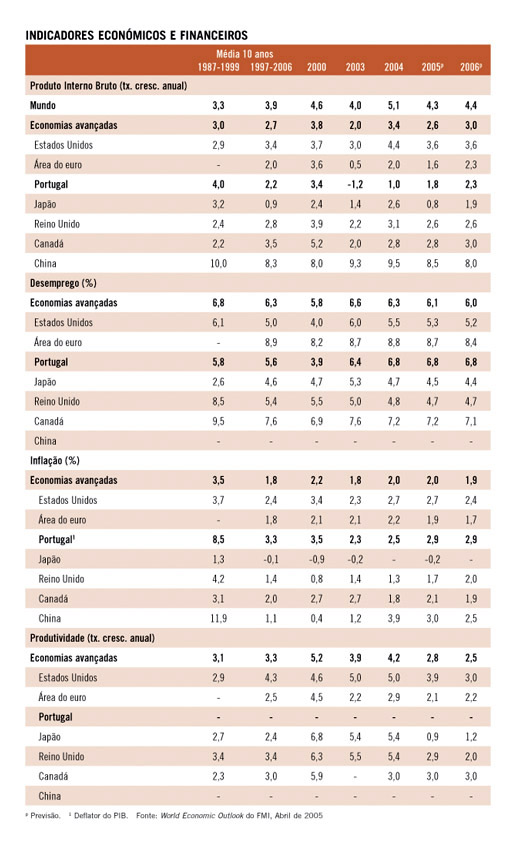 INDICADORES ECONÓMICOS E FINANCEIROS
Média 10 anos
1987-1999 1997-2006 2000 2003 2004 2005ᵖ 2006ᵖ
Produto Interno Bruto (tx. cresc. anual)
Mundo 3,3 3,9 4,6 4,0 5,1 4,3 4,4
Economias avançadas 3,0 2,7 3,8 2,0 3,4 2,6 3,0
Estados Unidos 2,9 3,4 3,7 3,0 4,4 3,6 3,6
Área do euro - 2,0 3,6 0,5 2,0 1,6 2,3
Portugal 4,0 2,2 3,4 -1,2 1,0 1,8 2,3
Japão 3,2 0,9 2,4 1,4 2,6 0,8 1,9
Reino Unido 2,4 2,8 3,9 2,2 3,1 2,6 2,6
Canadá 2,2 3,5 5,2 2,0 2,8 2,8 3,0
China 10,0 8,3 8,0 9,3 9,5 8,5 8,0
Desemprego (%)
Economias avançadas 6,8 6,3 5,8 6,6 6,3 6,1 6,0
Estados Unidos 6,1 5,0 4,0 6,0 5,5 5,3 5,2
Área do euro - 8,9 8,2 8,7 8,8 8,7 8,4
Portugal 5,8 5,6 3,9 6,4 6,8 6,8 6,8
Japão 2,6 4,6 4,7 5,3 4,7 4,5 4,4
Reino Unido 8,5 5,4 5,5 5,0 4,8 4,7 4,7
Canadá 9,5 7,6 6,9 7,6 7,2 7,2 7,1
China - - - - - - -
Inflação (%)
Economias avançadas 3,5 1,8 2,2 1,8 2,0 2,0 1,9
Estados Unidos 3,7 2,4 3,4 2,3 2,7 2,7 2,4
Área do euro - 1,8 2,1 2,1 2,2 1,9 1,7
Portugal¹ 8,5 3,3 3,5 2,3 2,5 2,9 2,9
Japão 1,3 -0,1 -0,9 -0,2 - -0,2 -
Reino Unido 4,2 1,4 0,8 1,4 1,3 1,7 2,0
Canadá 3,1 2,0 2,7 2,7 1,8 2,1 1,9
China 11,9 1,1 0,4 1,2 3,9 3,0 2,5
Produtividade (tx. cresc. anual)
Economias avançadas 3,1 3,3 5,2 3,9 4,2 2,8 2,5
Estados Unidos 2,9 4,3 4,6 5,0 5,0 3,9 3,0
Área do euro - 2,5 4,5 2,2 2,9 2,1 2,2
Portugal - - - - - - -
Japão 2,7 2,4 6,8 5,4 5,4 0,9 1,2
Reino Unido 3,4 3,4 6,3 5,5 5,4 2,9 2,0
Canadá 2,3 3,0 5,9 - 3,0 3,0 3,0
China - - - - - - -
ᵖ Previsão. ¹ Deflator do PIB. Fonte: World Economic Outlook do FMI, Abril de 2005